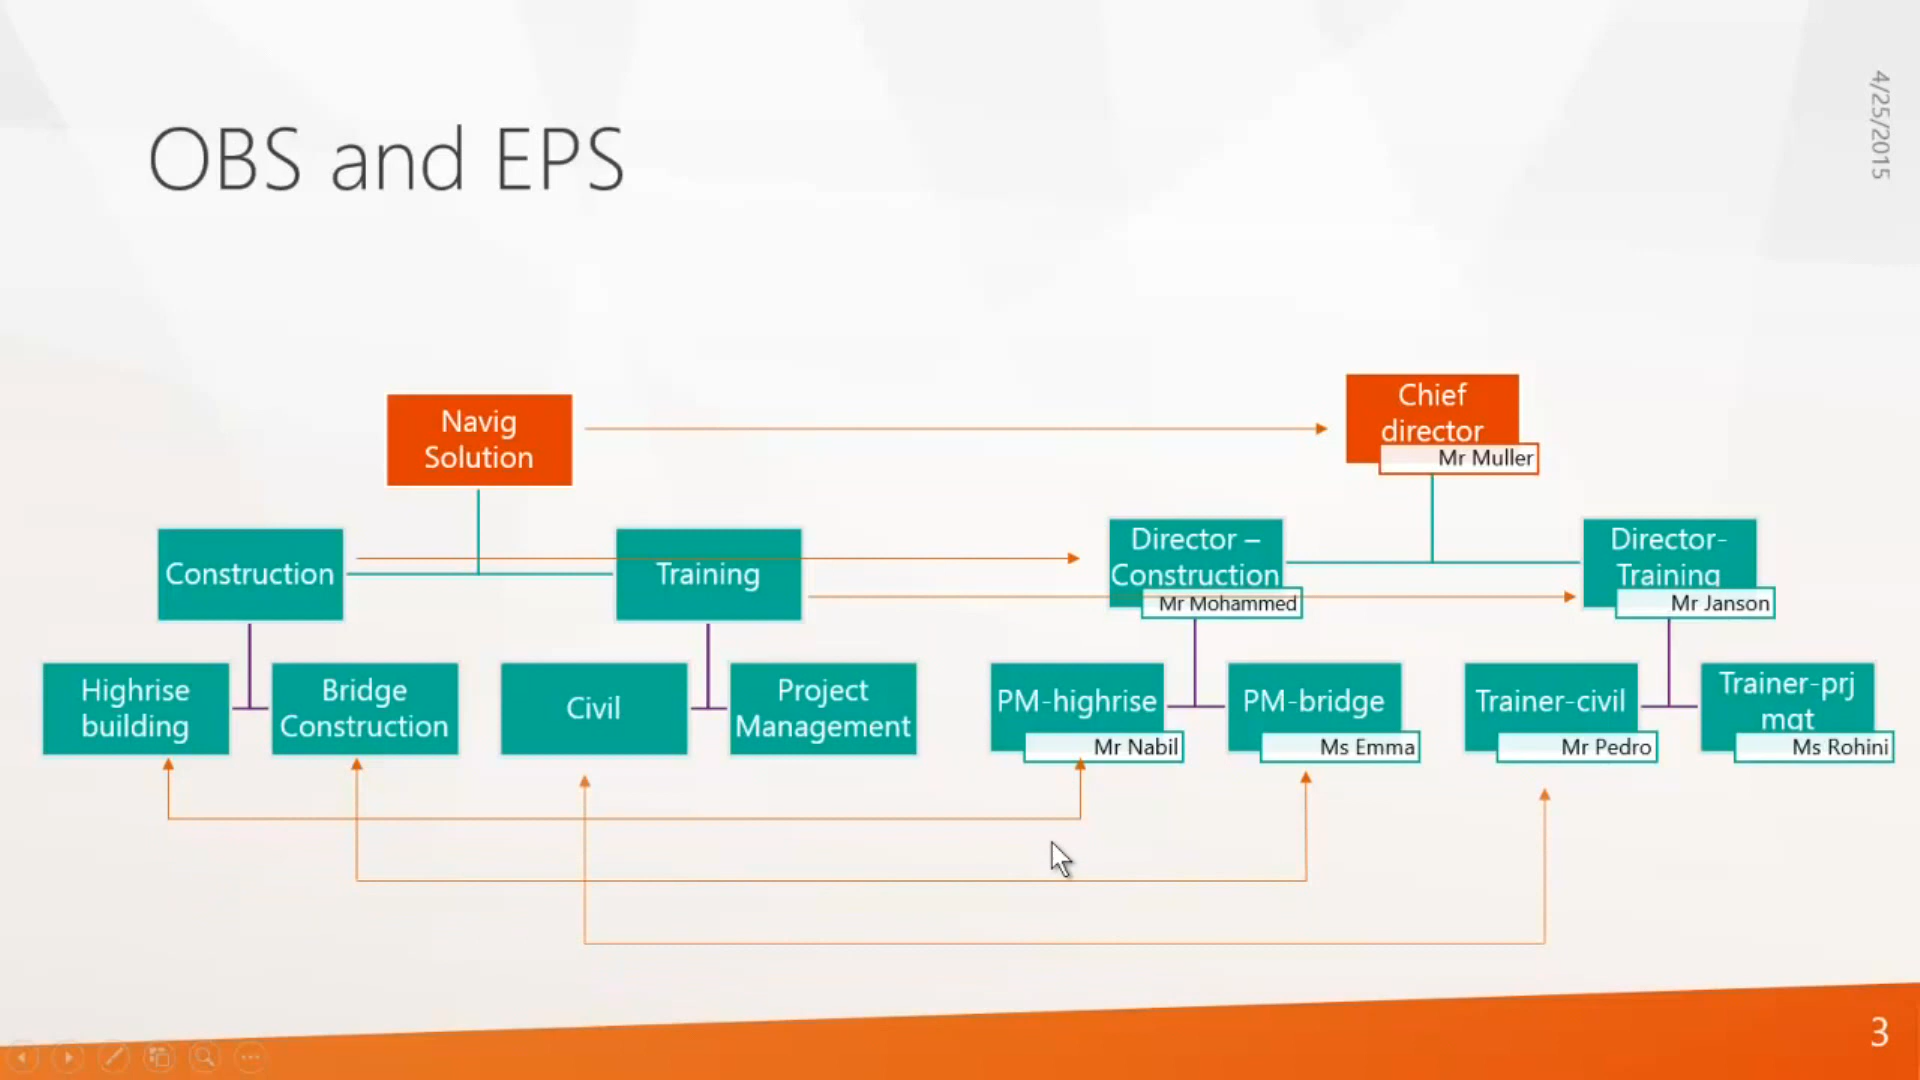 4/25/2015
OBS and EPS
Navig
Solution
Chief
director
Mr Muller
Construction
Training
Director –
Construction
Mr Mohammed
Director-
Training
Mr Janson
Highrise
building
Bridge
Construction
Civil
Project
Management
PM-highrise
Mr Nabil
PM-bridge
Ms Emma
Trainer-civil
Mr Pedro
Trainer-prj
mgt
Ms Rohini
3